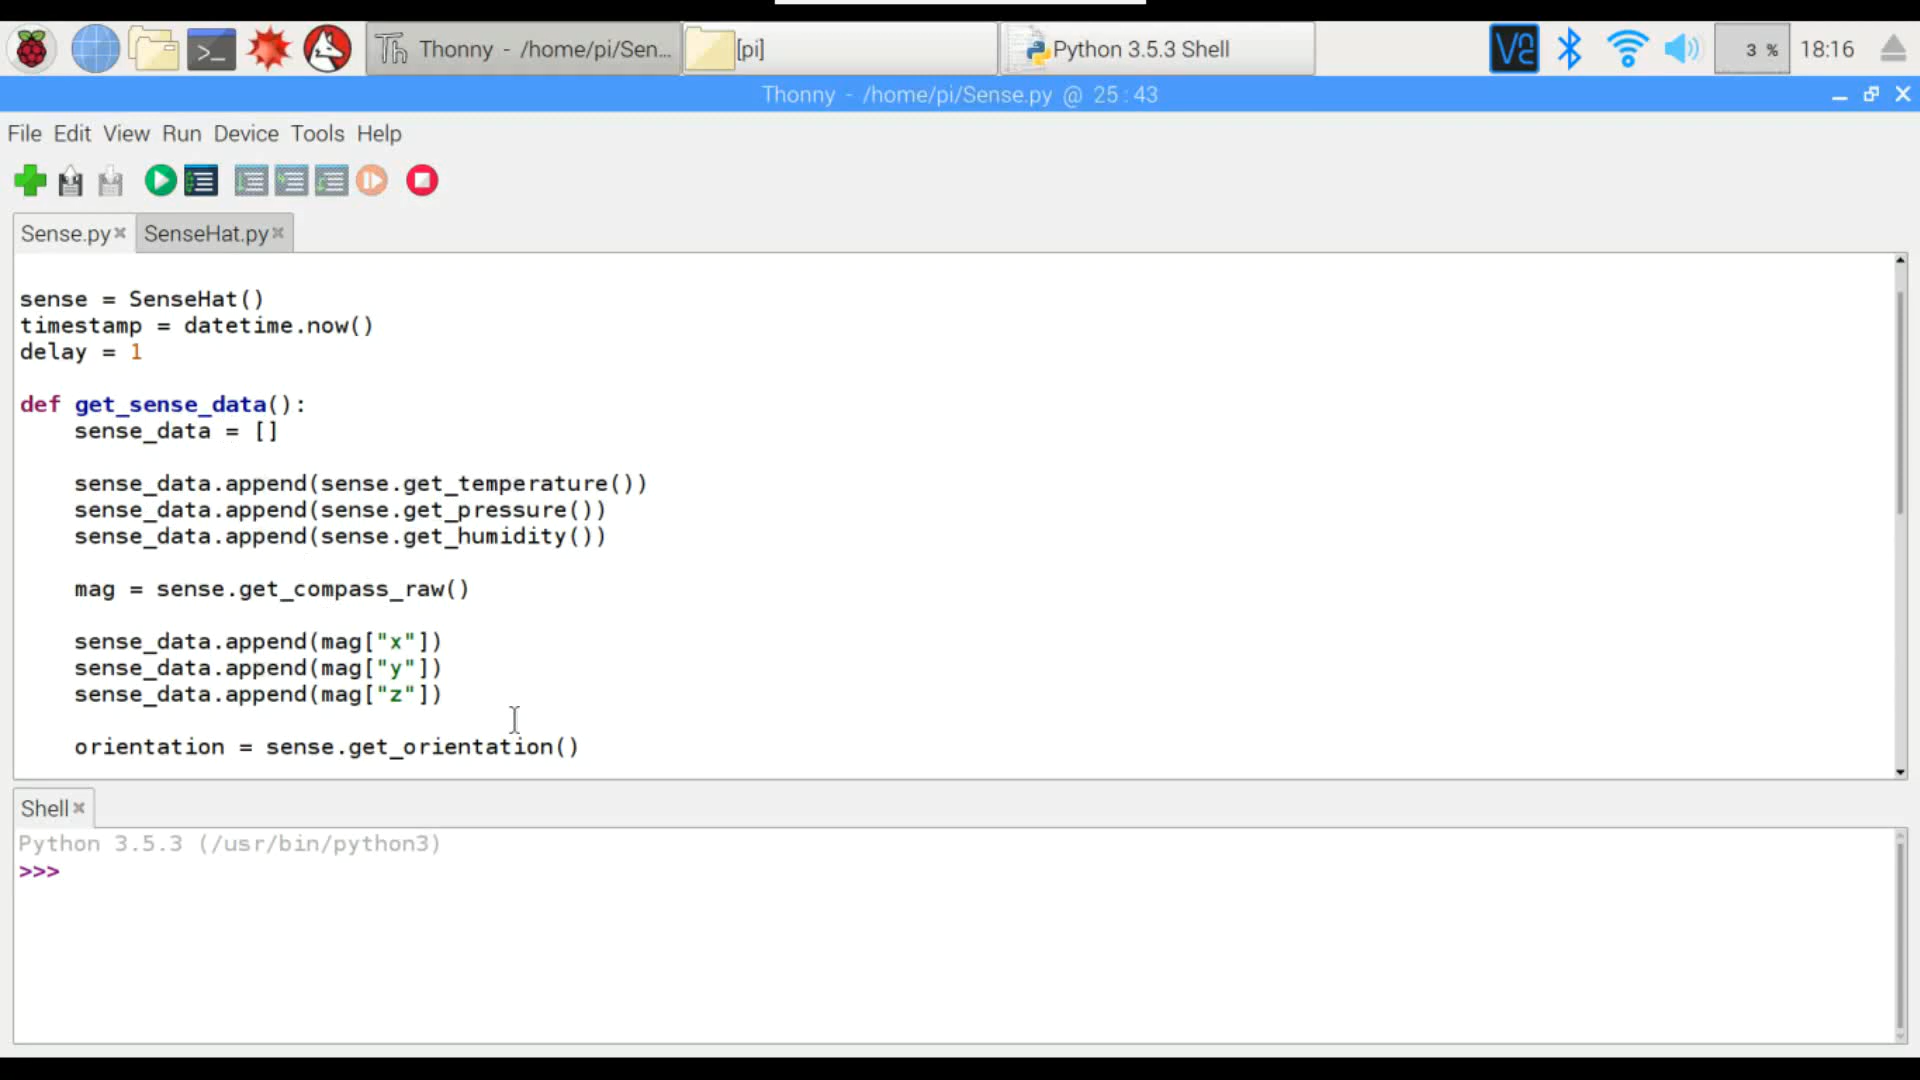 Thonny - /home/pi/Sen...
[pi]
Python 3.5.3 Shell
3 %
18:16
Thonny - /home/pi/Sense.py @ 25:43
File Edit View Run Device Tools Help
Sense.py
SenseHat.py
sense = SenseHat()
timestamp = datetime.now()
delay = 1
def get_sense_data():
    sense_data = []
    sense_data.append(sense.get_temperature())
    sense_data.append(sense.get_pressure())
    sense_data.append(sense.get_humidity())
    mag = sense.get_compass_raw()
    sense_data.append(mag["x"])
    sense_data.append(mag["y"])
    sense_data.append(mag["z"])
    orientation = sense.get_orientation()
Shell
Python 3.5.3 (/usr/bin/python3)
>>>